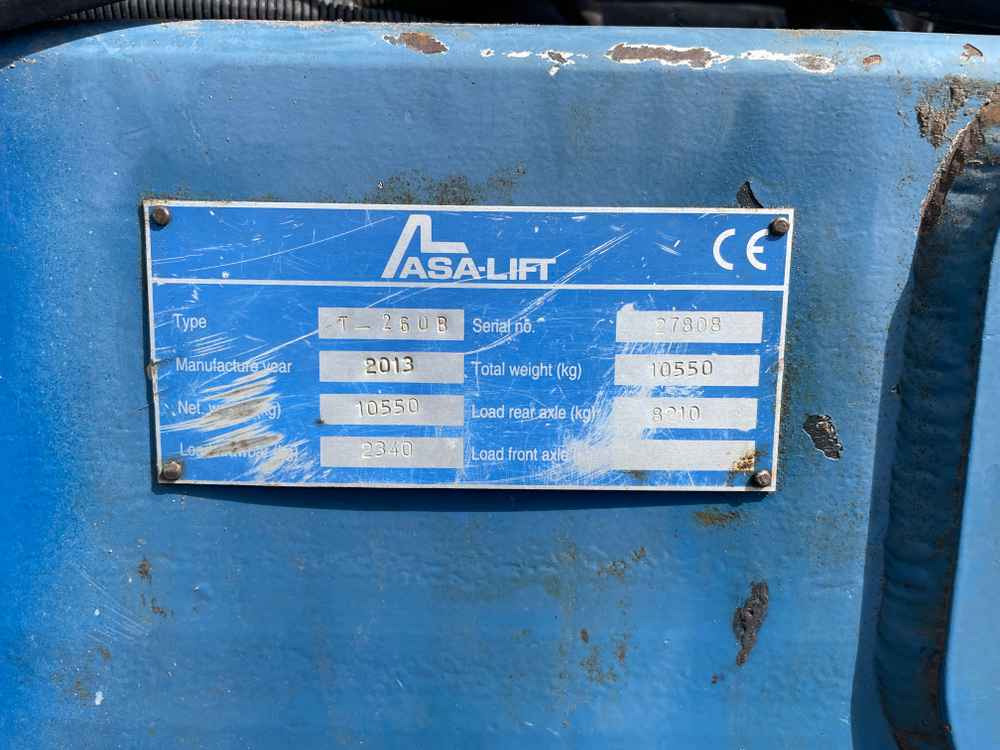 ASA-LIFT CE
Type T-260B Serial no. 27808
Manufacture year 2013 Total weight (kg) 10550
Net. 10550 Load rear axle (kg) 8210
2340 Load front axle